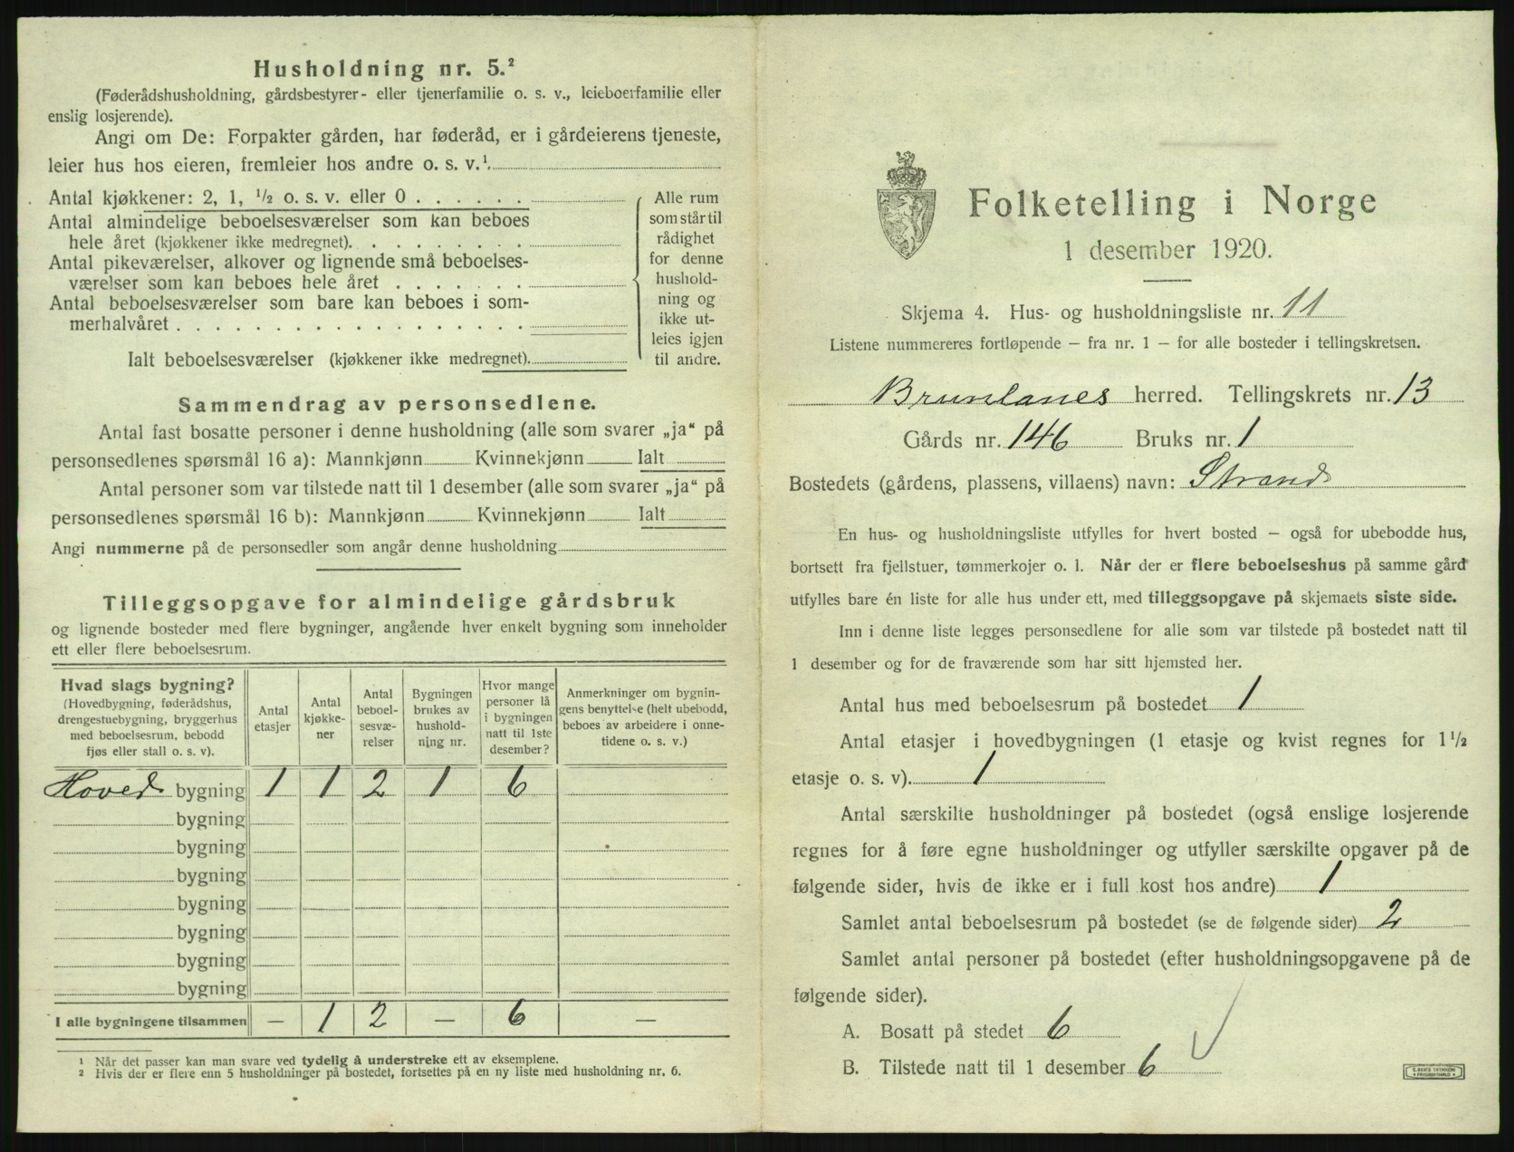 Husholdning nr. 5.²
(Føderådshusholdning, gårdsbestyrer- eller tjenerfamilie o. s. v., leieboerfamilie eller
enslig losjerende).
Angi om De: Forpakter gården, har føderåd, er i gårdeierens tjeneste,
leier hus hos eieren, fremleier hos andre o. s. v.¹
Antal kjøkkener: 2, 1, ½ o. s. v. eller 0 . . . . . .
Antal almindelige beboelsesværelser som kan beboes
hele året (kjøkkener ikke medregnet). . . . . . . . .
Antal pikeværelser, alkover og lignende små beboelses-
værelser som kan beboes hele året . . . . . . .
Antal beboelsesværelser som bare kan beboes i som-
merhalvåret . . . . . . . . . . . . . . . . .
Ialt beboelsesværelser (kjøkkener ikke medregnet).
Alle rum
som står til
rådighet
for denne
hushold-
ning og
ikke ut-
leies igjen
til andre.
Sammendrag av personsedlene.
Antal fast bosatte personer i denne husholdning (alle som svarer „ja“ på
personsedlenes spørsmål 16 a): Mannkjønn Kvinnekjønn Ialt
Antal personer som var tilstede natt til 1 desember (alle som svarer „ja“ på
personsedlenes spørsmål 16 b): Mannkjønn Kvinnekjønn Ialt
Angi nummerne på de personsedler som angår denne husholdning
Tilleggsopgave for almindelige gårdsbruk
og lignende bosteder med flere bygninger, angående hver enkelt bygning som inneholder
ett eller flere beboelsesrum.
Hvad slags bygning?
(Hovedbygning, føderådshus,
drengestuebygning, bryggerhus
med beboelsesrum, bebodd
fjøs eller stall o. s. v).
Antal
etasjer
Antal
kjøkke-
ner
Antal
beboel-
sesvæ-
relser
Bygningen
brukes av
hushold-
ning nr.
Hvor mange
personer lå
i bygningen
natt til 1ste
desember?
Anmerkninger om bygnin-
gens benyttelse (helt ubebodd,
beboes av arbeidere i onne-
tidene o. s. v.)
Hoved bygning 1 1 2 1 6
bygning
bygning
bygning
bygning
bygning
bygning
bygning
I alle bygningene tilsammen — 1 2 — 6 —
¹ Når det passer kan man svare ved tydelig å understreke ett av eksemplene.
² Hvis der er flere enn 5 husholdninger på bostedet, fortsettes på en ny liste med husholdning nr. 6.
Folketelling i Norge
1 desember 1920.
Skjema 4. Hus- og husholdningsliste nr. 11
Listene nummereres fortløpende — fra nr. 1 — for alle bosteder i tellingskretsen.
Brunlanes herred. Tellingskrets nr. 13
Gårds nr. 146 Bruks nr. 1
Bostedets (gårdens, plassens, villaens) navn: Strand
En hus- og husholdningsliste utfylles for hvert bosted — også for ubebodde hus,
bortsett fra fjellstuer, tømmerkojer o. l. Når der er flere beboelseshus på samme gård
utfylles bare én liste for alle hus under ett, med tilleggsopgave på skjemaets siste side.
Inn i denne liste legges personsedlene for alle som var tilstede på bostedet natt til
1 desember og for de fraværende som har sitt hjemsted her.
Antal hus med beboelsesrum på bostedet 1
Antal etasjer i hovedbygningen (1 etasje og kvist regnes for 1½
etasje o. s. v). 1
Antal særskilte husholdninger på bostedet (også enslige losjerende
regnes for å føre egne husholdninger og utfyller særskilte opgaver på de
følgende sider, hvis de ikke er i full kost hos andre) 1
Samlet antal beboelsesrum på bostedet (se de følgende sider) 2
Samlet antal personer på bostedet (efter husholdningsopgavene på de
følgende sider).
A. Bosatt på stedet 6
B. Tilstede natt til 1 desember 6